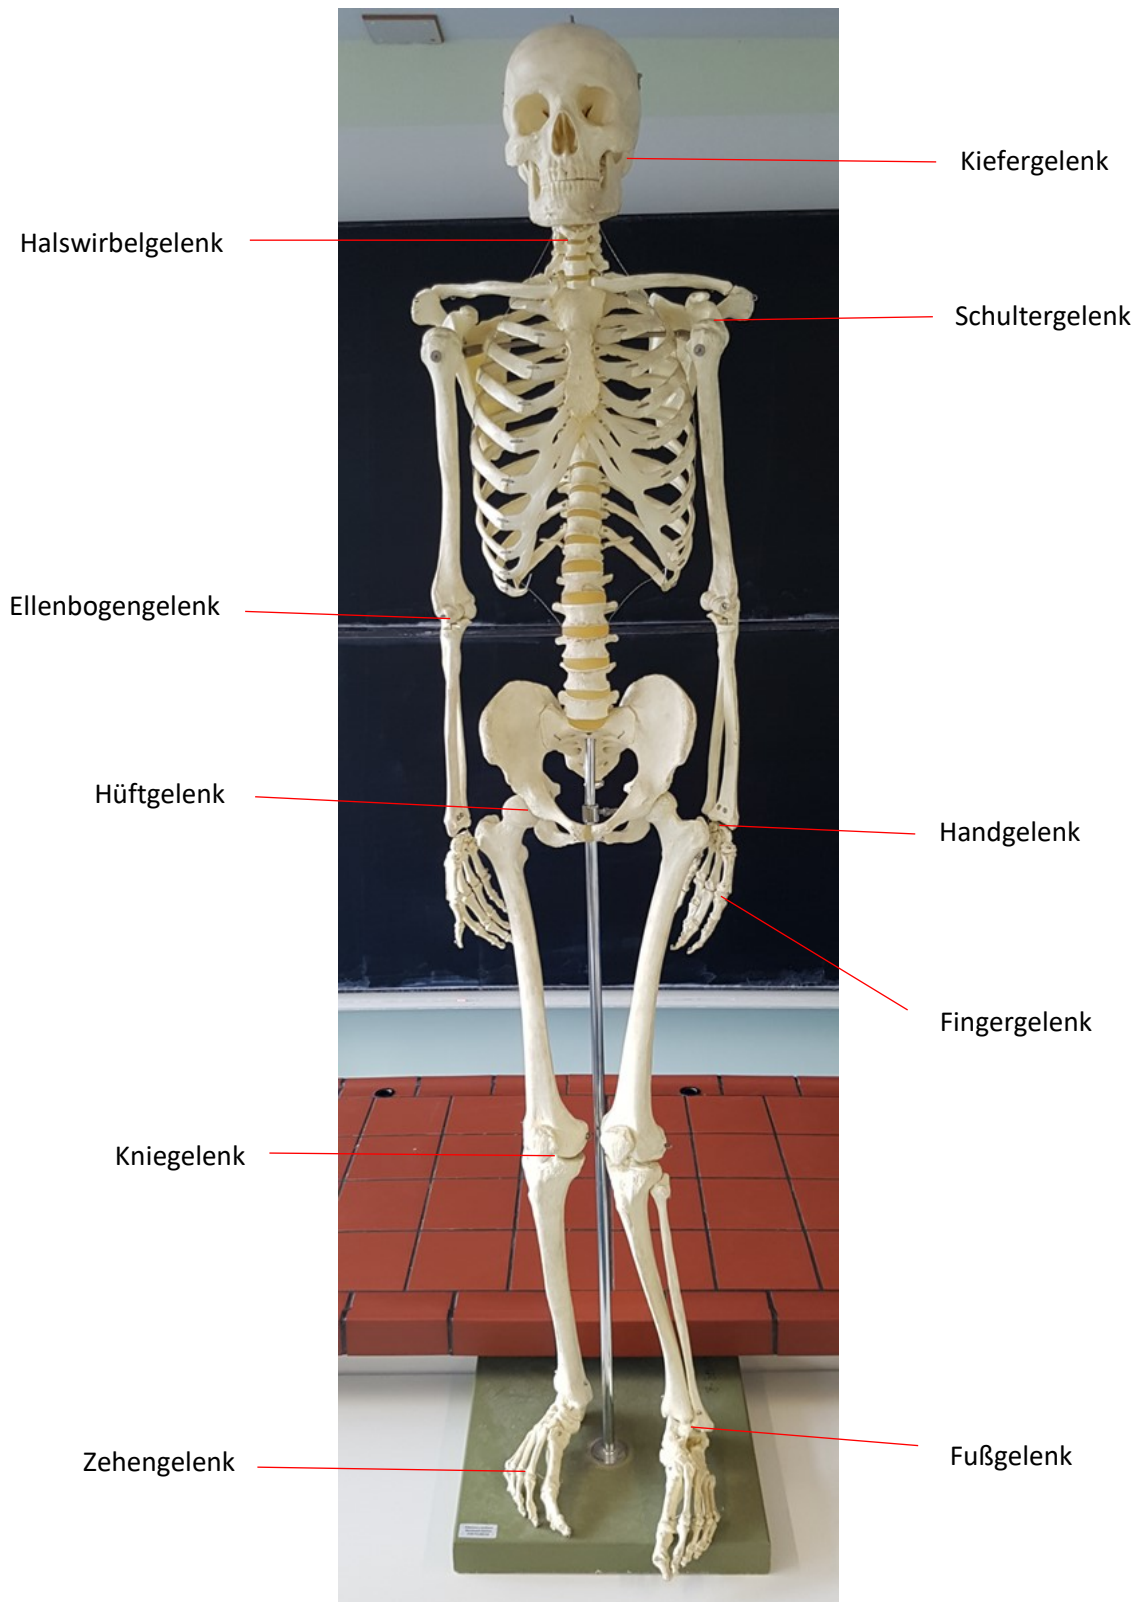 Kiefergelenk
Halswirbelgelenk
Schultergelenk
Ellenbogengelenk
Hüftgelenk
Handgelenk
Fingergelenk
Kniegelenk
Zehengelenk
Fußgelenk